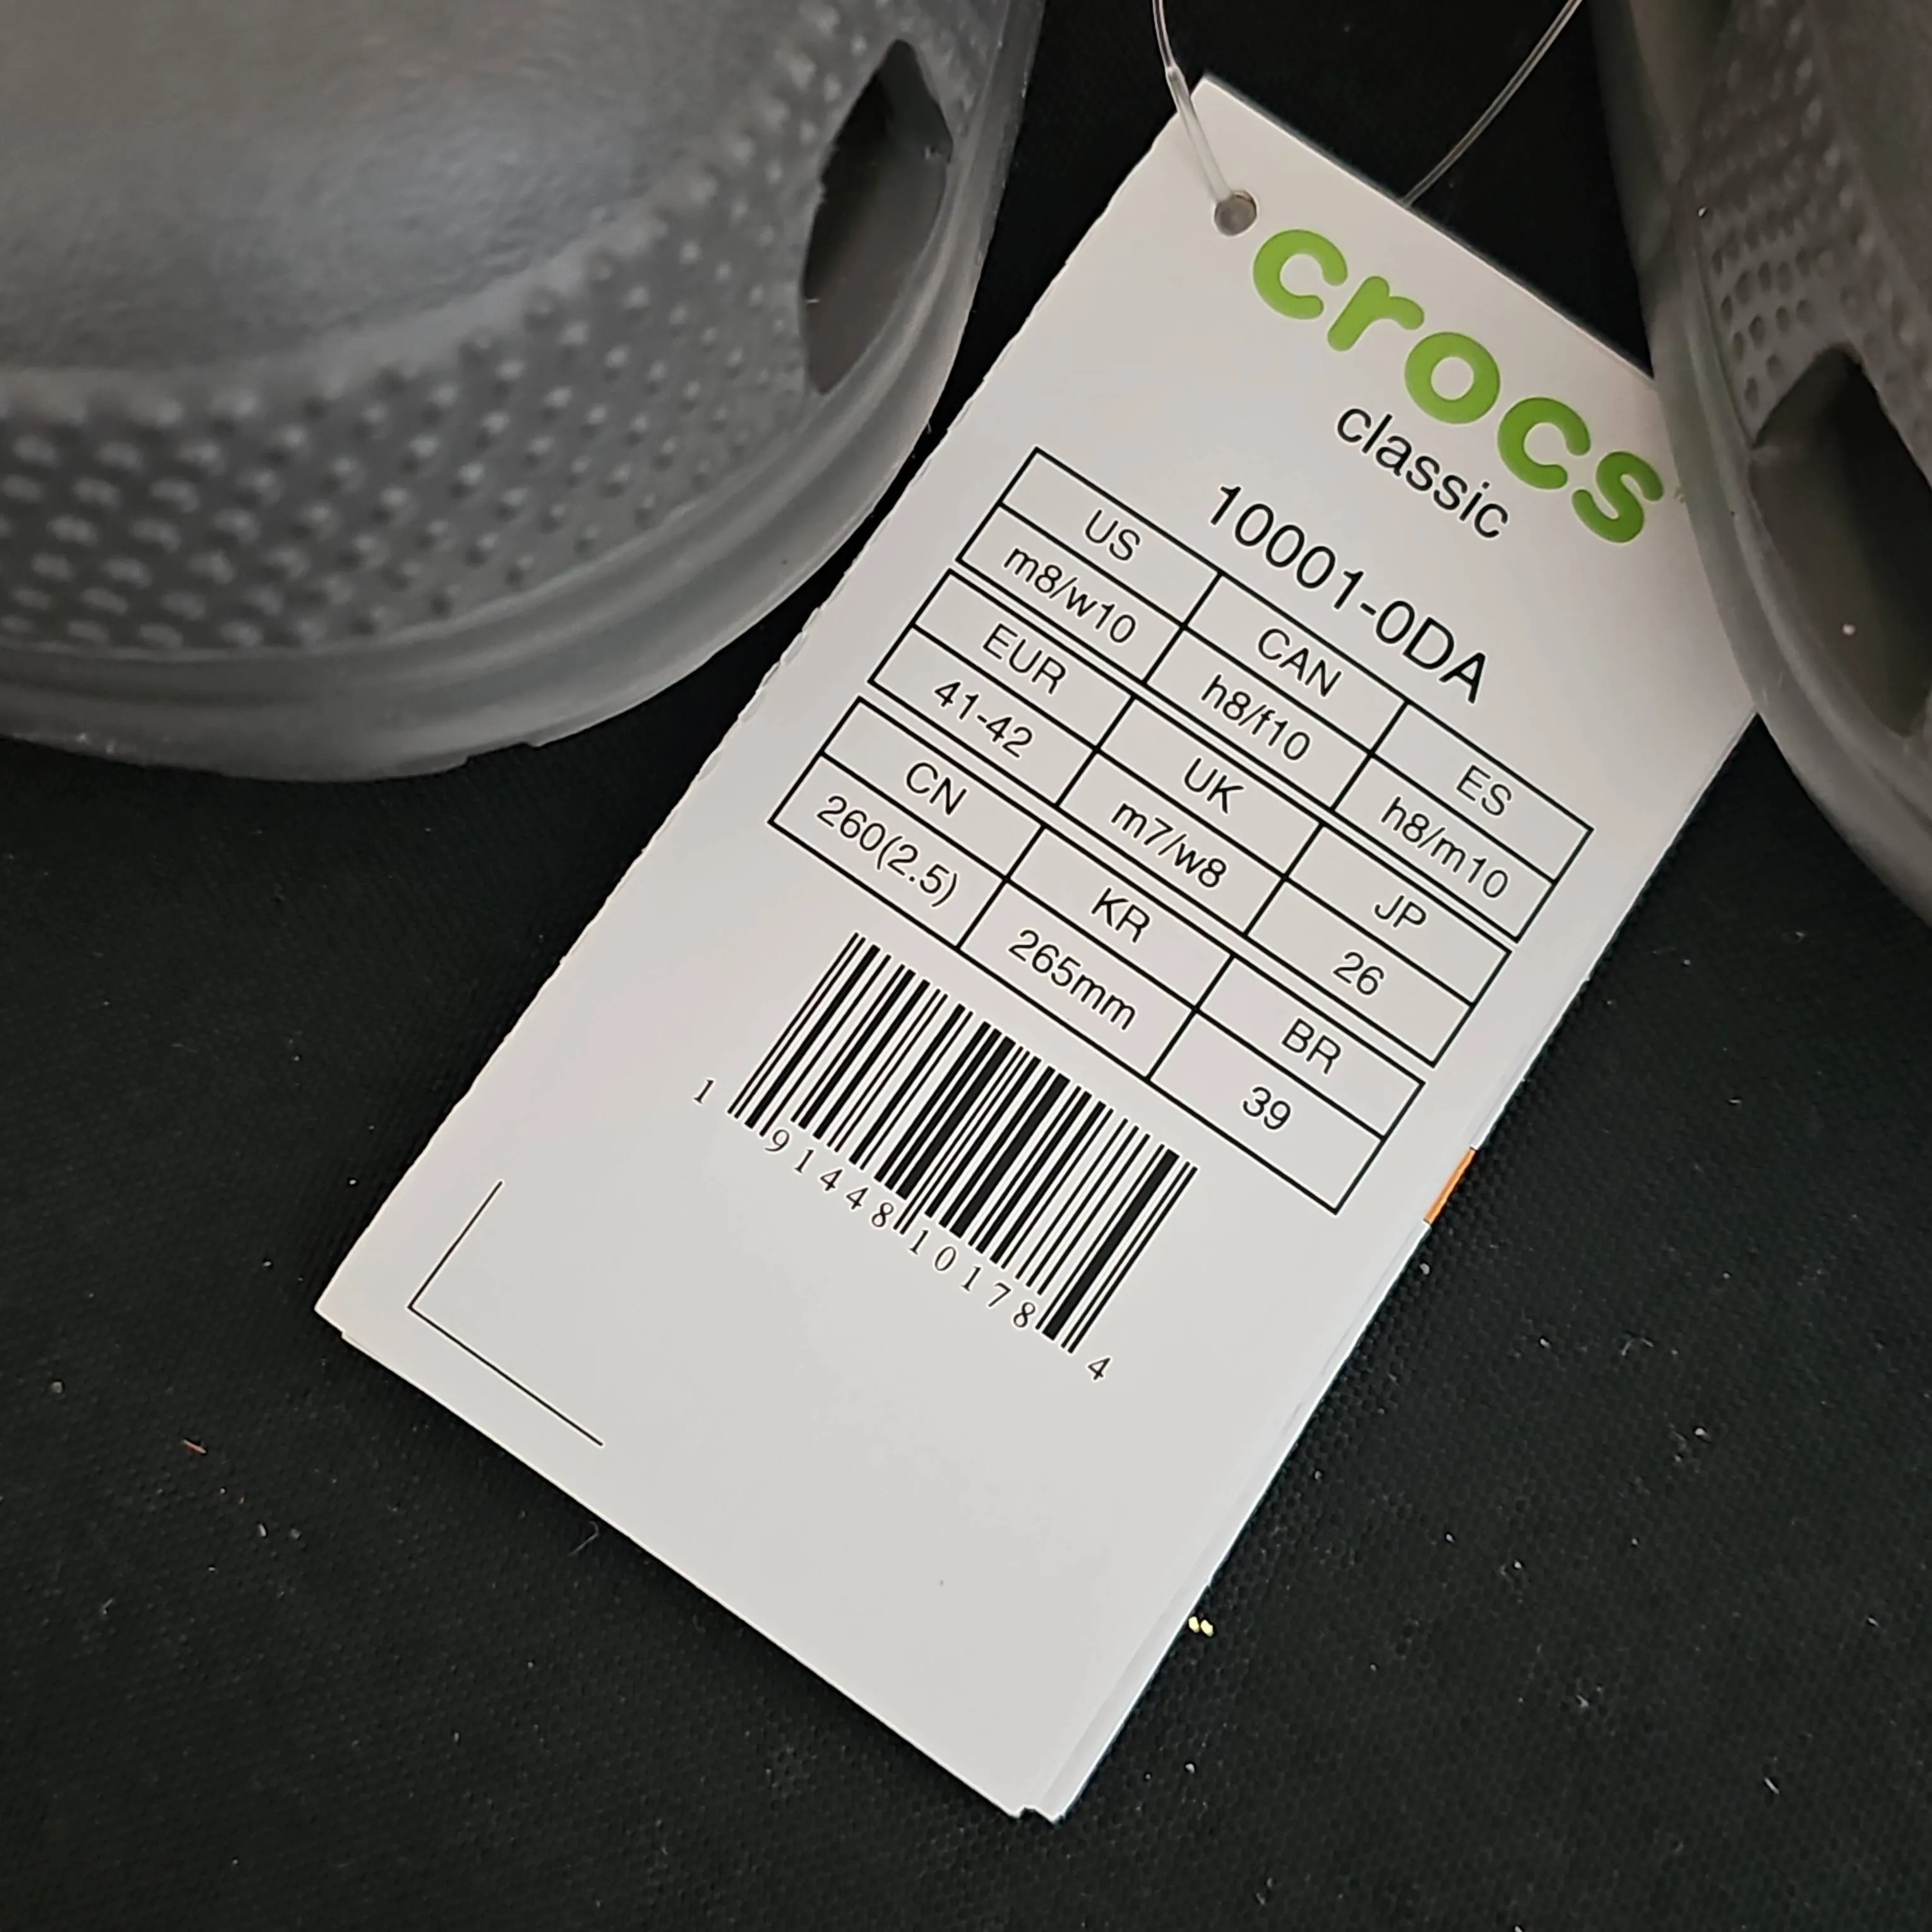 crocs
classic
10001-0DA
US CAN ES
m8/w10 h8/f10 h8/m10
EUR UK JP
41-42 m7/w8 26
CN KR BR
260(2.5) 265mm 39
1 91448 10178 4